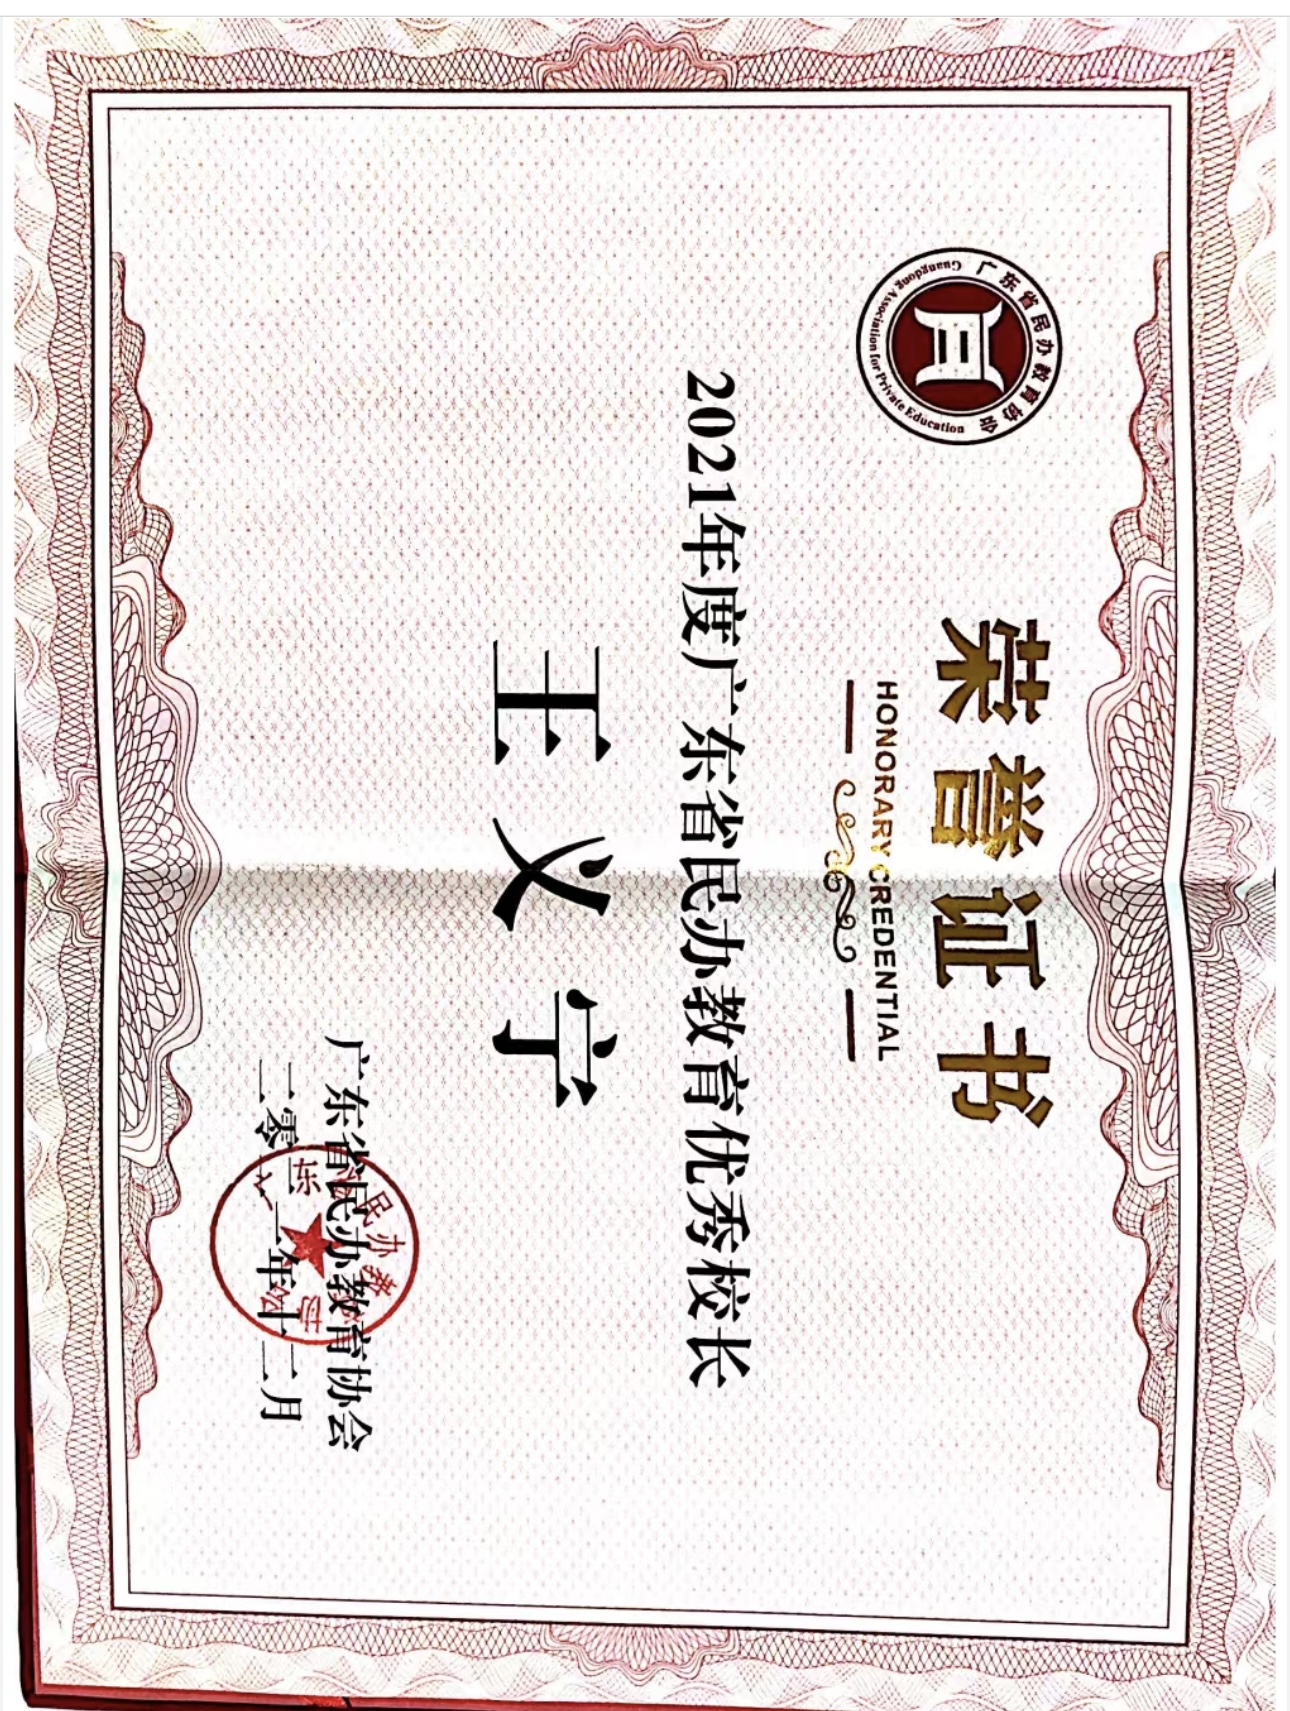 广东省民办教育协会
Guangdong Association for Private Education
荣誉证书
HONORARY CREDENTIAL
2021年度广东省民办教育优秀校长
王义宁
广东省民办教育协会
二零二一年十二月